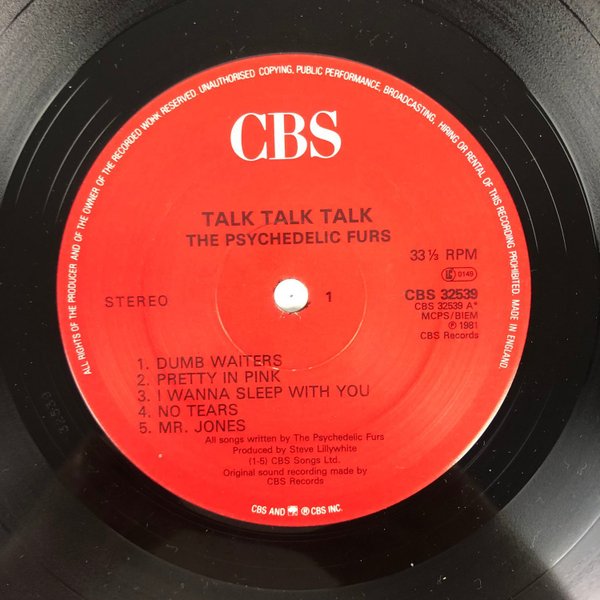 ALL RIGHTS OF THE PRODUCER AND OF THE OWNER OF THE RECORDED WORK RESERVED. UNAUTHORISED COPYING, PUBLIC PERFORMANCE, BROADCASTING, HIRING OR RENTAL OF THIS RECORDING PROHIBITED. MADE IN ENGLAND.
CBS
TALK TALK TALK
THE PSYCHEDELIC FURS
33 1/3 RPM
LC 0149
STEREO
1
CBS 32539
CBS 32539 A*
MCPS/BIEM
℗ 1981
CBS Records
1. DUMB WAITERS
2. PRETTY IN PINK
3. I WANNA SLEEP WITH YOU
4. NO TEARS
5. MR. JONES
All songs written by The Psychedelic Furs
Produced by Steve Lillywhite
(1-5) CBS Songs Ltd.
Original sound recording made by
CBS Records
CBS AND ® CBS INC.